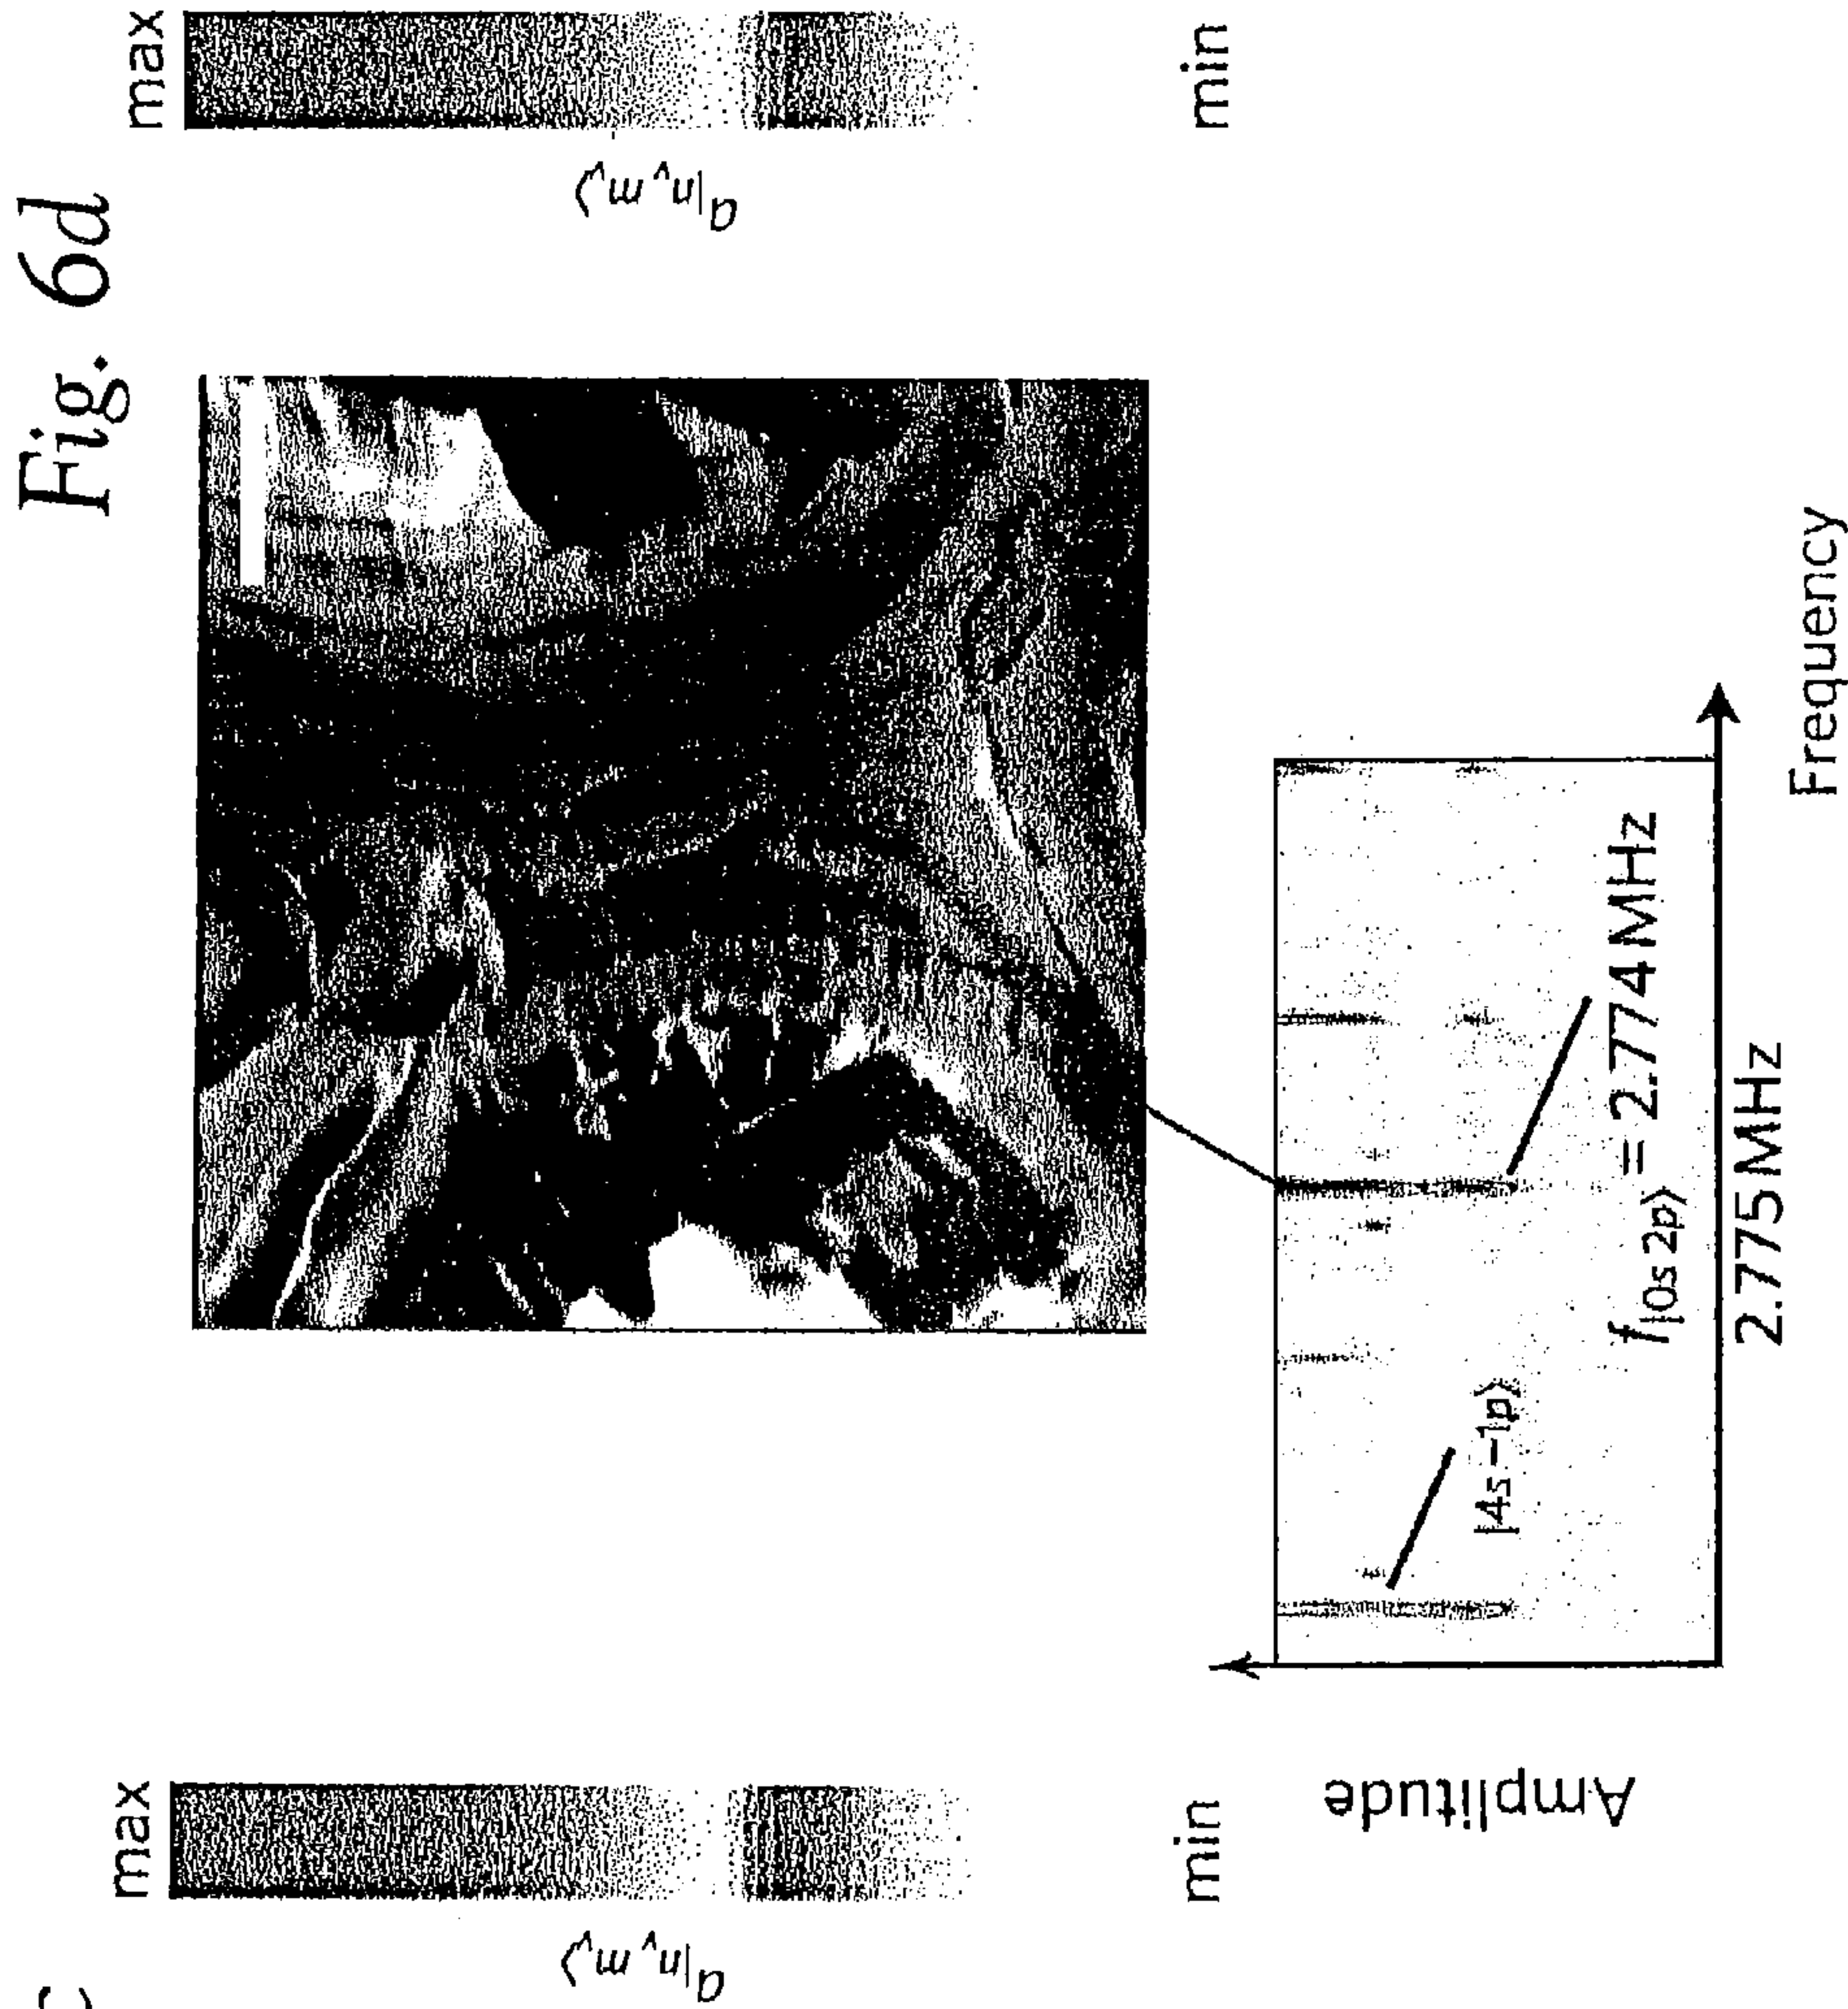 Fig. 6d
max
a|n, m,⟩
min
max
a|n, m,⟩
min
Amplitude
|4s −1p⟩
f|0s 2p⟩ = 2.774 MHz
2.775 MHz
Frequency